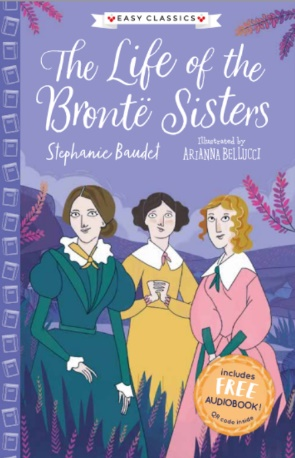 EASY CLASSICS
The Life of the
Brontë Sisters
Stephanie Baudet
Illustrated by
ARIANNA BELLUCCI
includes
FREE
AUDIOBOOK!
QR code inside